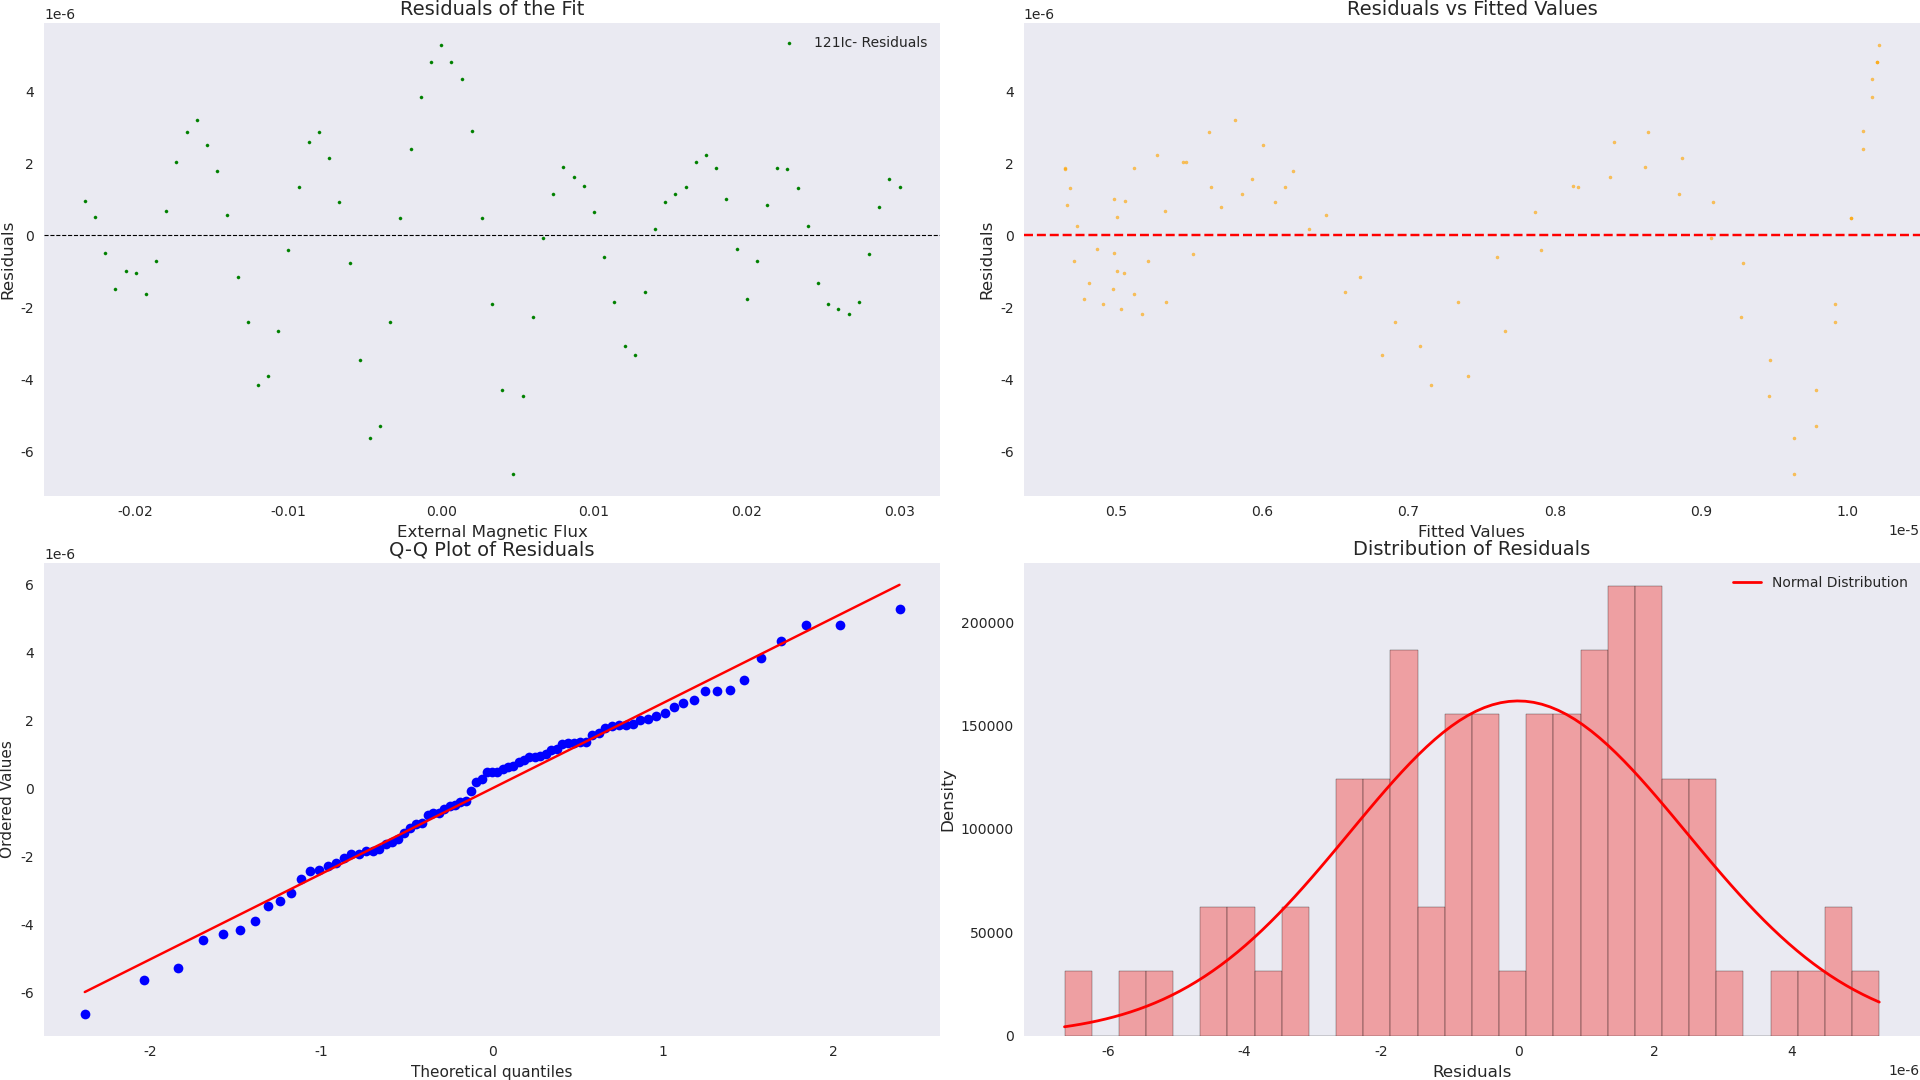 Residuals of the Fit
1e-6
121Ic- Residuals
4
2
0
-2
-4
-6
Residuals
-0.02 -0.01 0.00 0.01 0.02 0.03
External Magnetic Flux
Residuals vs Fitted Values
1e-6
4
2
0
-2
-4
-6
Residuals
0.5 0.6 0.7 0.8 0.9 1.0
1e-5
Fitted Values
Q-Q Plot of Residuals
1e-6
6
4
2
0
-2
-4
-6
Ordered Values
-2 -1 0 1 2
Theoretical quantiles
Distribution of Residuals
Normal Distribution
200000
150000
100000
50000
0
Density
-6 -4 -2 0 2 4
1e-6
Residuals